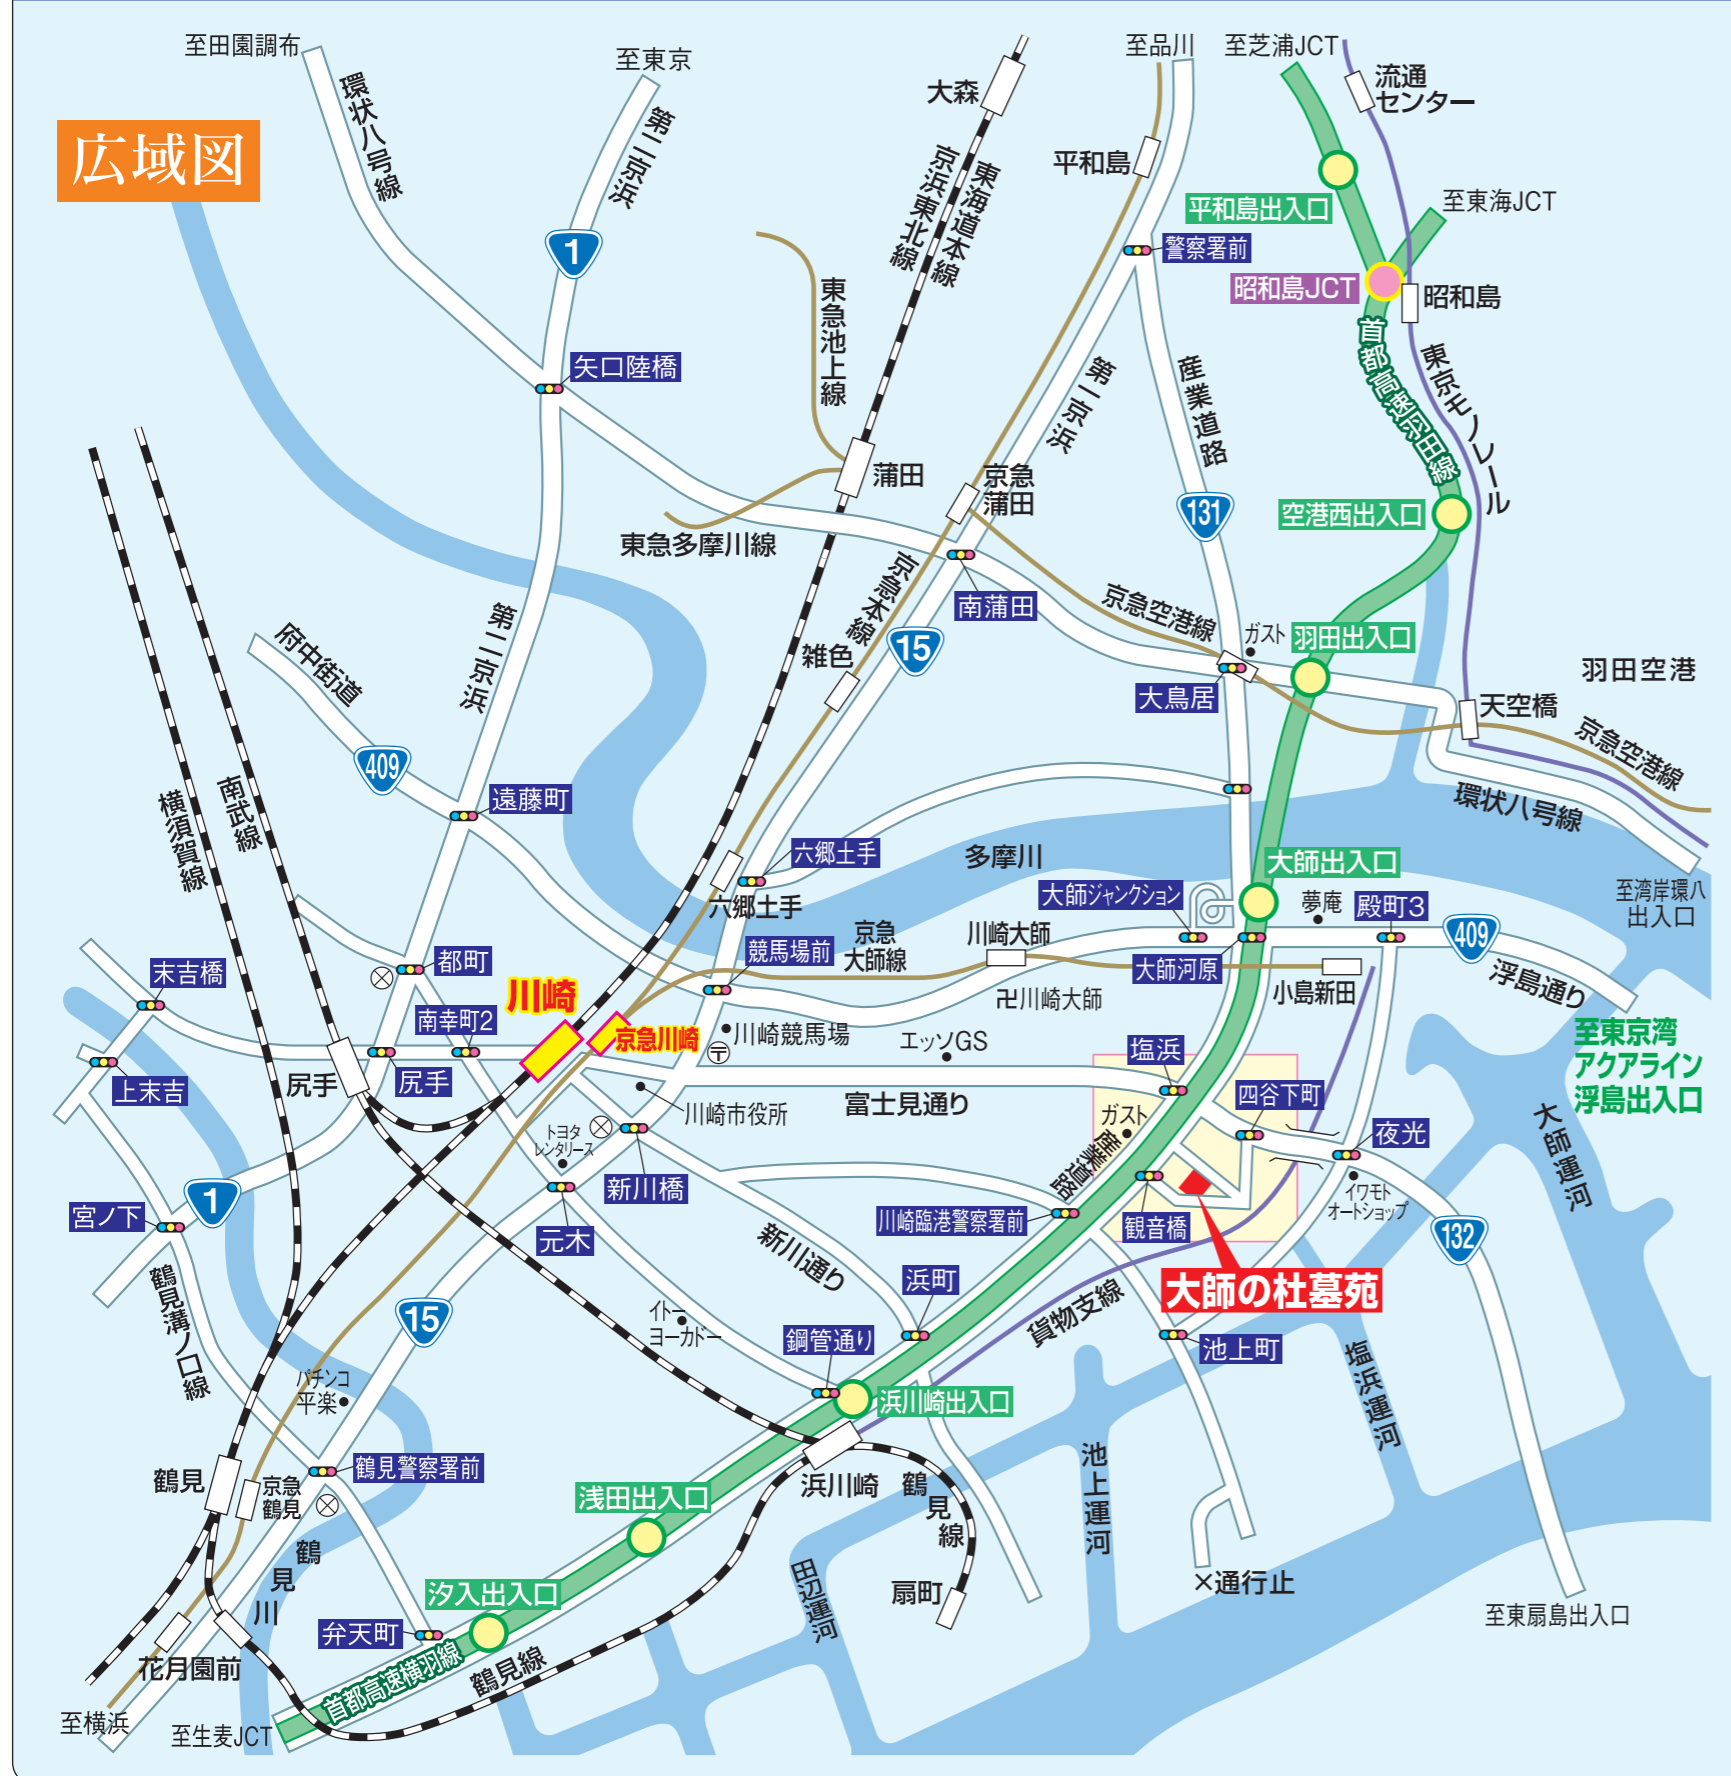 至田園調布
至東京
至品川
至芝浦JCT
広域図
環状八号線
第二京浜
大森
流通
センター
平和島
京浜東北線
東海道本線
平和島出入口
至東海JCT
1
警察署前
昭和島JCT
昭和島
東急池上線
首都高速羽田線
東京モノレール
矢口陸橋
第一京浜
産業道路
蒲田
京急
蒲田
131
空港西出入口
東急多摩川線
京急本線
南蒲田
京急空港線
府中街道
第二京浜
15
雑色
ガスト
羽田出入口
羽田空港
大鳥居
天空橋
京急空港線
409
横須賀線
南武線
遠藤町
環状八号線
六郷土手
多摩川
大師出入口
大師ジャンクション
夢庵
殿町3
至湾岸環八
出入口
六郷土手
競馬場前
京急
大師線
川崎大師
409
末吉橋
都町
大師河原
小島新田
浮島通り
川崎
南幸町2
京急川崎
川崎競馬場
卍川崎大師
エッソGS
至東京湾
アクアライン
浮島出入口
上末吉
尻手
尻手
塩浜
川崎市役所
富士見通り
四谷下町
ガスト
産業道路
夜光
大師運河
トヨタ
レンタリース
新川橋
イワモト
オートショップ
1
宮ノ下
元木
川崎臨港警察署前
観音橋
132
新川通り
鶴見溝ノ口線
浜町
大師の杜墓苑
貨物支線
15
イトー
ヨーカドー
鋼管通り
池上町
塩浜運河
パチンコ
平楽
浜川崎出入口
鶴見
京急
鶴見
鶴見警察署前
浜川崎
鶴見線
池上運河
浅田出入口
鶴見川
田辺運河
扇町
×通行止
汐入出入口
弁天町
至東扇島出入口
花月園前
首都高速横羽線
鶴見線
至横浜
至生麦JCT